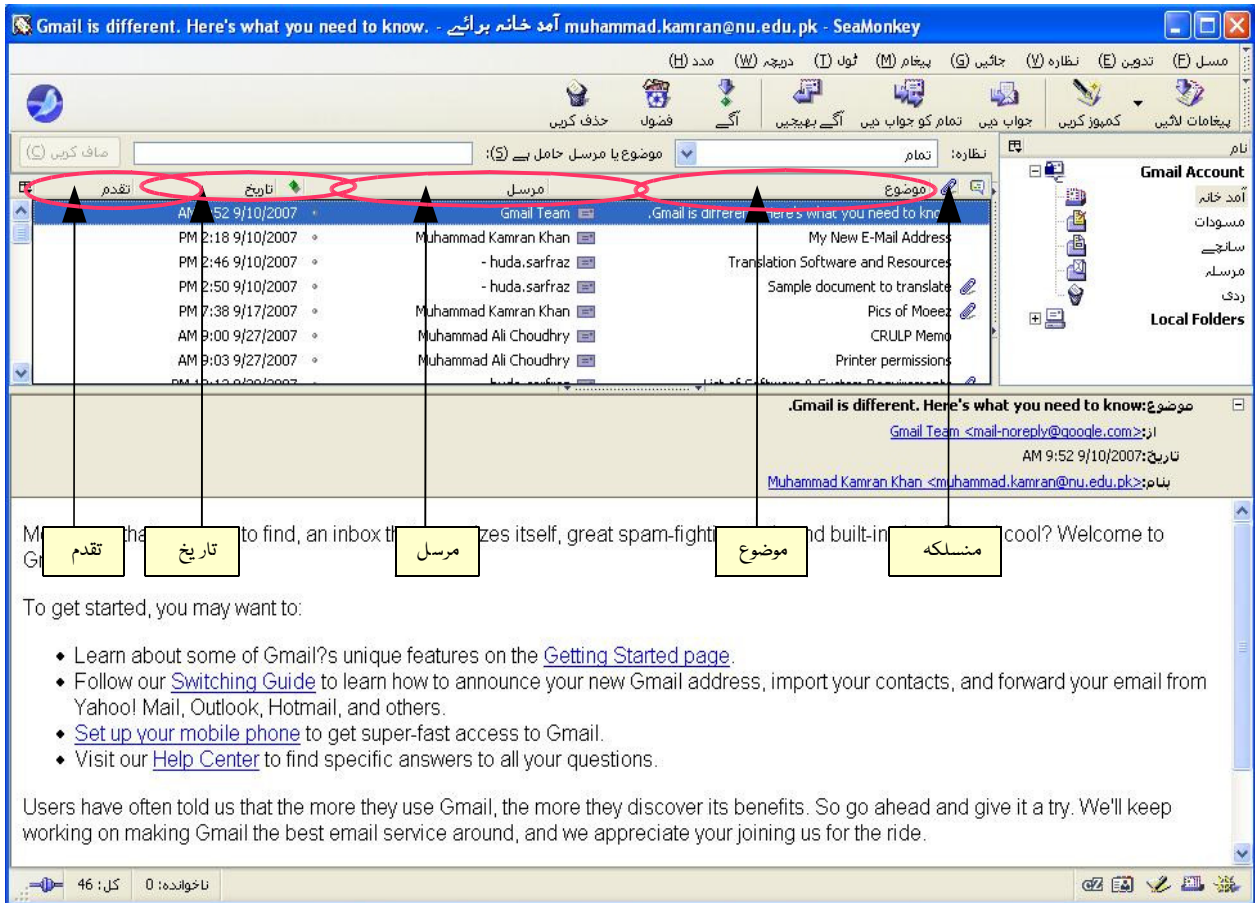 Gmail is different. Here's what you need to know. - آمد خانہ برائے muhammad.kamran@nu.edu.pk - SeaMonkey
مسل (F) تدوین (E) نظارہ (V) جائیں (G) پیغام (M) ٹول (T) دریچہ (W) مدد (H)
پیغامات لائیں کمپوز کریں جواب دیں تمام کو جواب دیں آگے بھیجیں آگے فضول حذف کریں
نام
نظارہ: تمام موضوع یا مرسل حامل ہے (S): صاف کریں (C)
Gmail Account
آمد خانہ
مسودات
سانچے
مرسلہ
ردی
Local Folders
موضوع مرسل تاریخ تقدم
Gmail is different. Here's what you need to know. Gmail Team 9/10/2007 9:52 AM
My New E-Mail Address Muhammad Kamran Khan 9/10/2007 2:18 PM
Translation Software and Resources huda.sarfraz - 9/10/2007 2:46 PM
Sample document to translate huda.sarfraz - 9/10/2007 2:50 PM
Pics of Moeez Muhammad Kamran Khan 9/17/2007 7:38 PM
CRULP Memo Muhammad Ali Choudhry 9/27/2007 9:00 AM
Printer permissions Muhammad Ali Choudhry 9/27/2007 9:03 AM
موضوع: Gmail is different. Here's what you need to know.
از: Gmail Team <mail-noreply@google.com>
تاریخ: 9/10/2007 9:52 AM
بنام: Muhammad Kamran Khan <muhammad.kamran@nu.edu.pk>
to find, an inbox zes itself, great spam-fighti nd built-in cool? Welcome to
منسلکہ موضوع مرسل تاریخ تقدم
To get started, you may want to:
• Learn about some of Gmail?s unique features on the Getting Started page.
• Follow our Switching Guide to learn how to announce your new Gmail address, import your contacts, and forward your email from
Yahoo! Mail, Outlook, Hotmail, and others.
• Set up your mobile phone to get super-fast access to Gmail.
• Visit our Help Center to find specific answers to all your questions.
Users have often told us that the more they use Gmail, the more they discover its benefits. So go ahead and give it a try. We'll keep
working on making Gmail the best email service around, and we appreciate your joining us for the ride.
ناخواندہ: 0 کل: 46